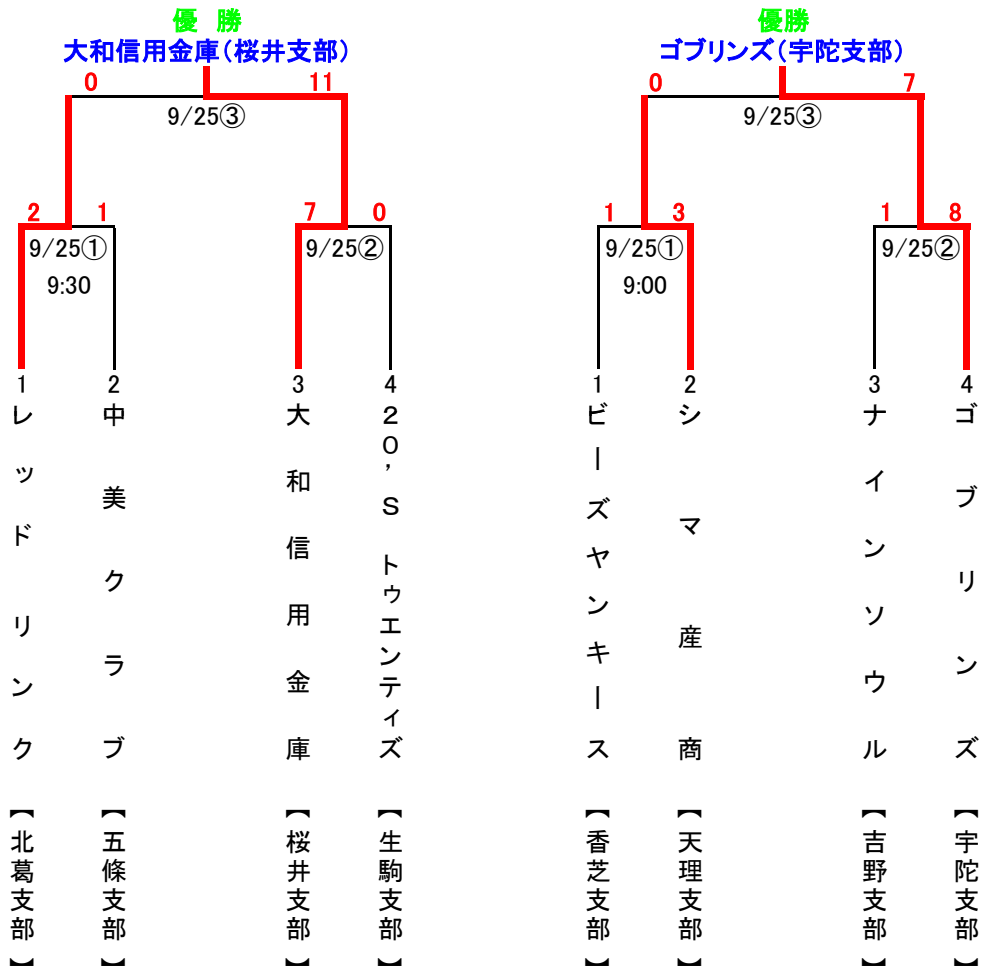 優 勝
大和信用金庫(桜井支部)
0
11
9/25③
2
1
7
0
9/25①
9/25②
9:30
1
2
3
4
レッドリンク
【北葛支部】
中美クラブ
【五條支部】
大和信用金庫
【桜井支部】
20’S トゥエンティズ
【生駒支部】
優勝
ゴブリンズ(宇陀支部)
0
7
9/25③
1
3
1
8
9/25①
9/25②
9:00
1
2
3
4
ビーズヤンキース
【香芝支部】
シマ産商
【天理支部】
ナインソウル
【吉野支部】
ゴブリンズ
【宇陀支部】